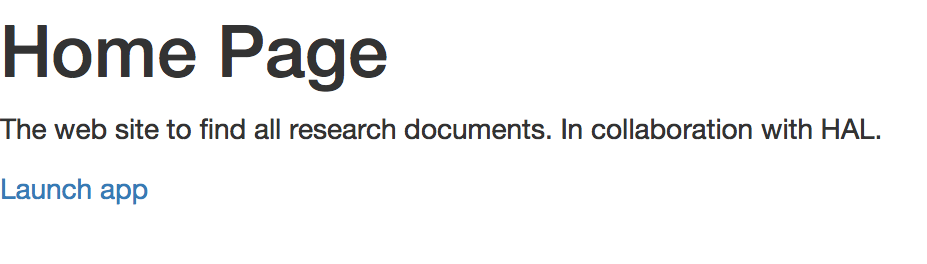 Home Page
The web site to find all research documents. In collaboration with HAL.
Launch app